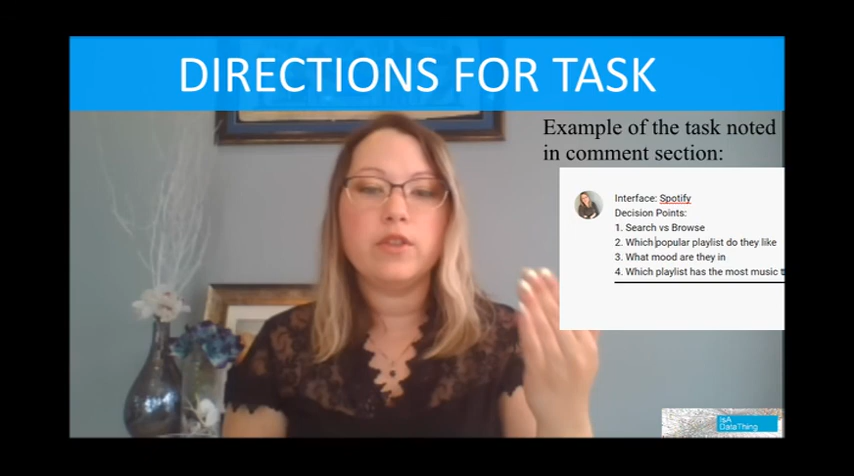 DIRECTIONS FOR TASK
Example of the task noted
in comment section:
Interface: Spotify
Decision Points:
1. Search vs Browse
2. Which popular playlist do they like
3. What mood are they in
4. Which playlist has the most music
IsA
DataThing